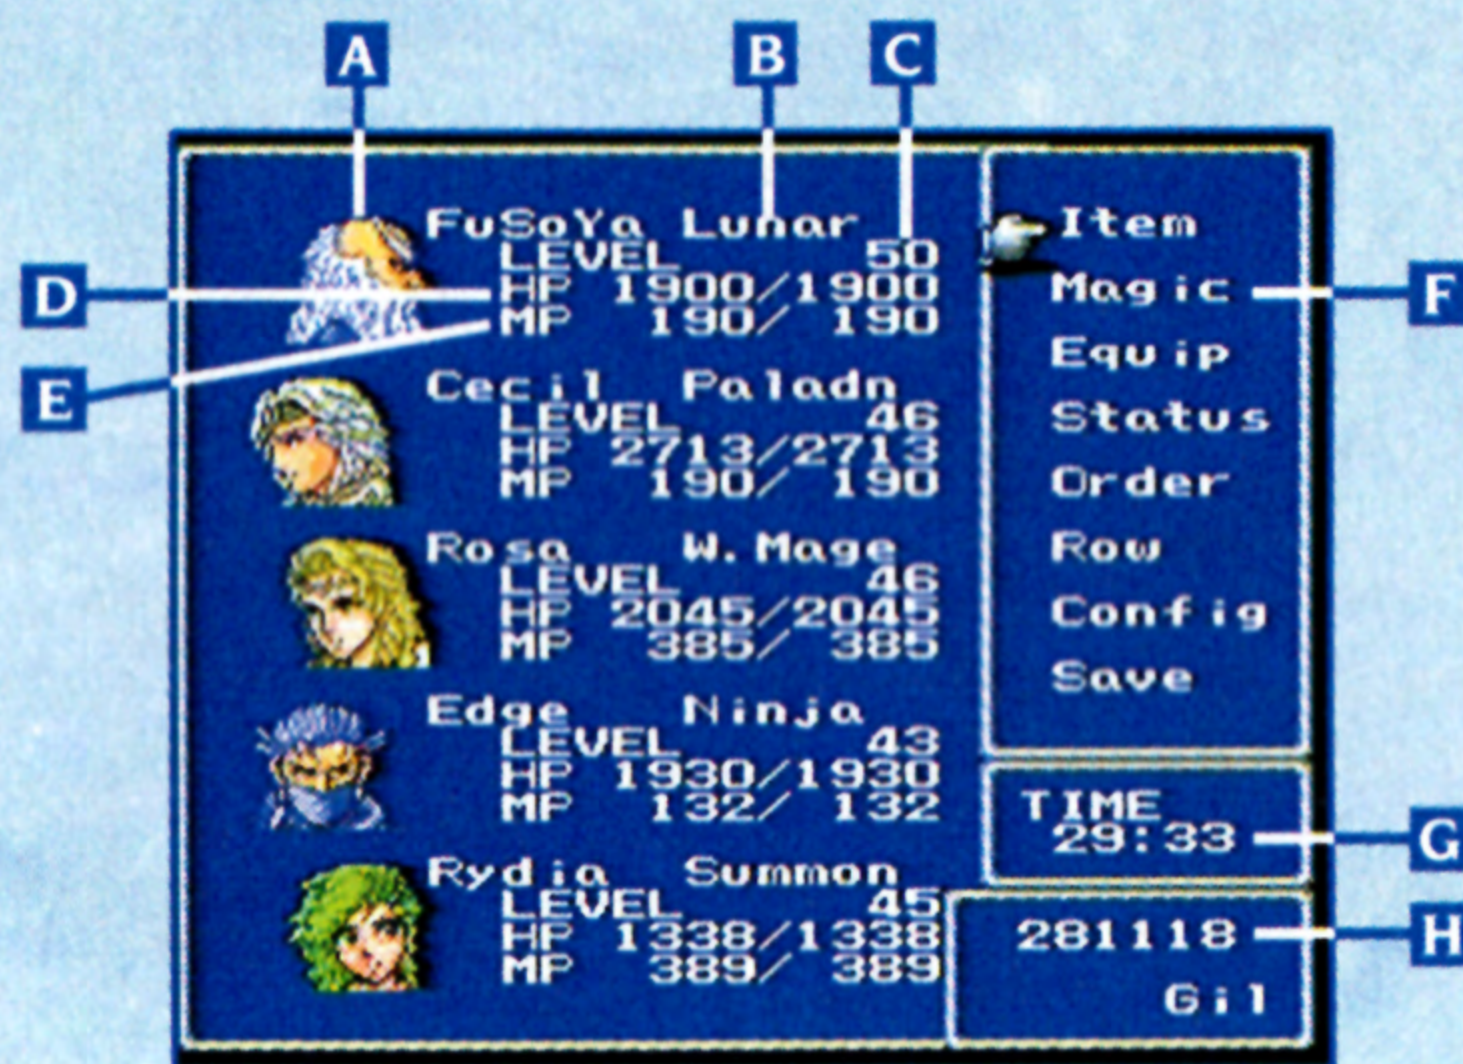 A B C
FuSoYa Lunar
LEVEL 50
HP 1900/1900
MP 190/ 190
D
E
Cecil Paladn
LEVEL 46
HP 2713/2713
MP 190/ 190
Rosa W.Mage
LEVEL 46
HP 2045/2045
MP 385/ 385
Edge Ninja
LEVEL 43
HP 1930/1930
MP 132/ 132
Rydia Summon
LEVEL 45
HP 1338/1338
MP 389/ 389
Item
Magic
F
Equip
Status
Order
Row
Config
Save
TIME
29:33
G
281118
H
Gil